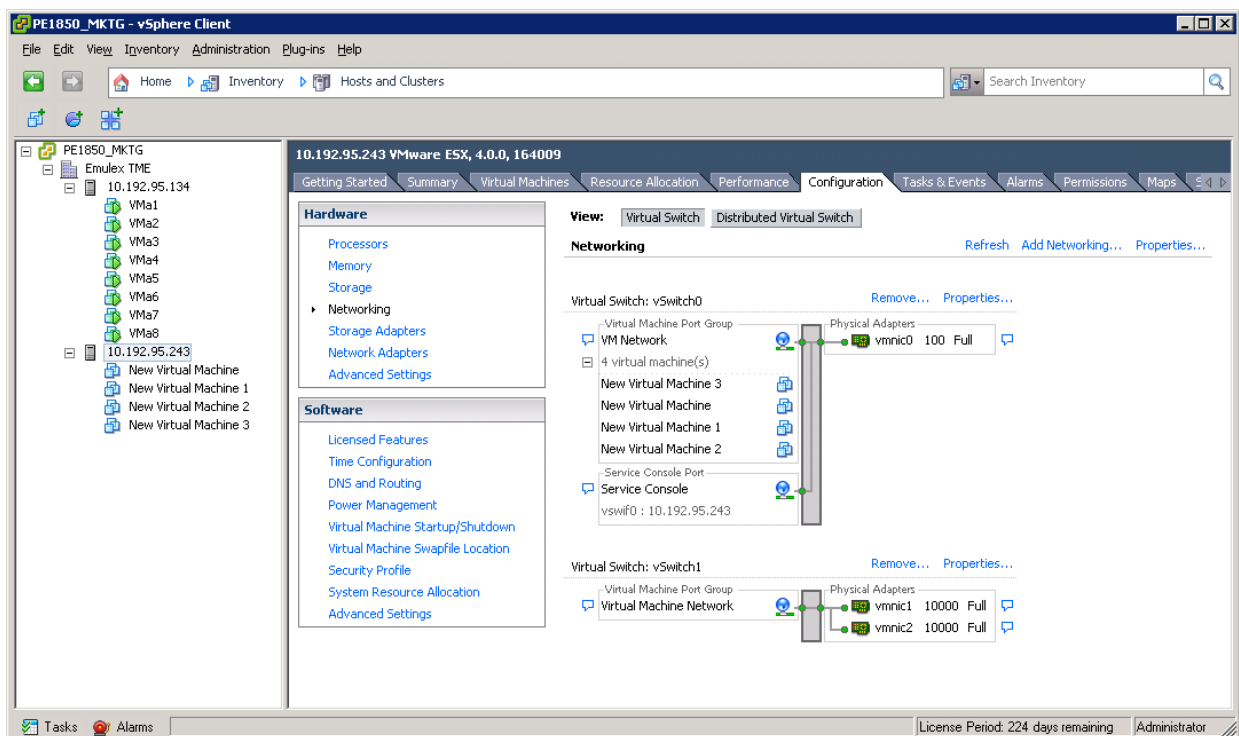 PE1850_MKTG - vSphere Client
File Edit View Inventory Administration Plug-ins Help
Home Inventory Hosts and Clusters
Search Inventory
PE1850_MKTG
Emulex TME
10.192.95.134
VMa1
VMa2
VMa3
VMa4
VMa5
VMa6
VMa7
VMa8
10.192.95.243
New Virtual Machine
New Virtual Machine 1
New Virtual Machine 2
New Virtual Machine 3
10.192.95.243 VMware ESX, 4.0.0, 164009
Getting Started Summary Virtual Machines Resource Allocation Performance Configuration Tasks & Events Alarms Permissions Maps
Hardware
Processors
Memory
Storage
Networking
Storage Adapters
Network Adapters
Advanced Settings
Software
Licensed Features
Time Configuration
DNS and Routing
Power Management
Virtual Machine Startup/Shutdown
Virtual Machine Swapfile Location
Security Profile
System Resource Allocation
Advanced Settings
View: Virtual Switch Distributed Virtual Switch
Networking Refresh Add Networking... Properties...
Virtual Switch: vSwitch0 Remove... Properties...
Virtual Machine Port Group Physical Adapters
VM Network vmnic0 100 Full
4 virtual machine(s)
New Virtual Machine 3
New Virtual Machine
New Virtual Machine 1
New Virtual Machine 2
Service Console Port
Service Console
vswif0 : 10.192.95.243
Virtual Switch: vSwitch1 Remove... Properties...
Virtual Machine Port Group Physical Adapters
Virtual Machine Network vmnic1 10000 Full
vmnic2 10000 Full
Tasks Alarms License Period: 224 days remaining Administrator